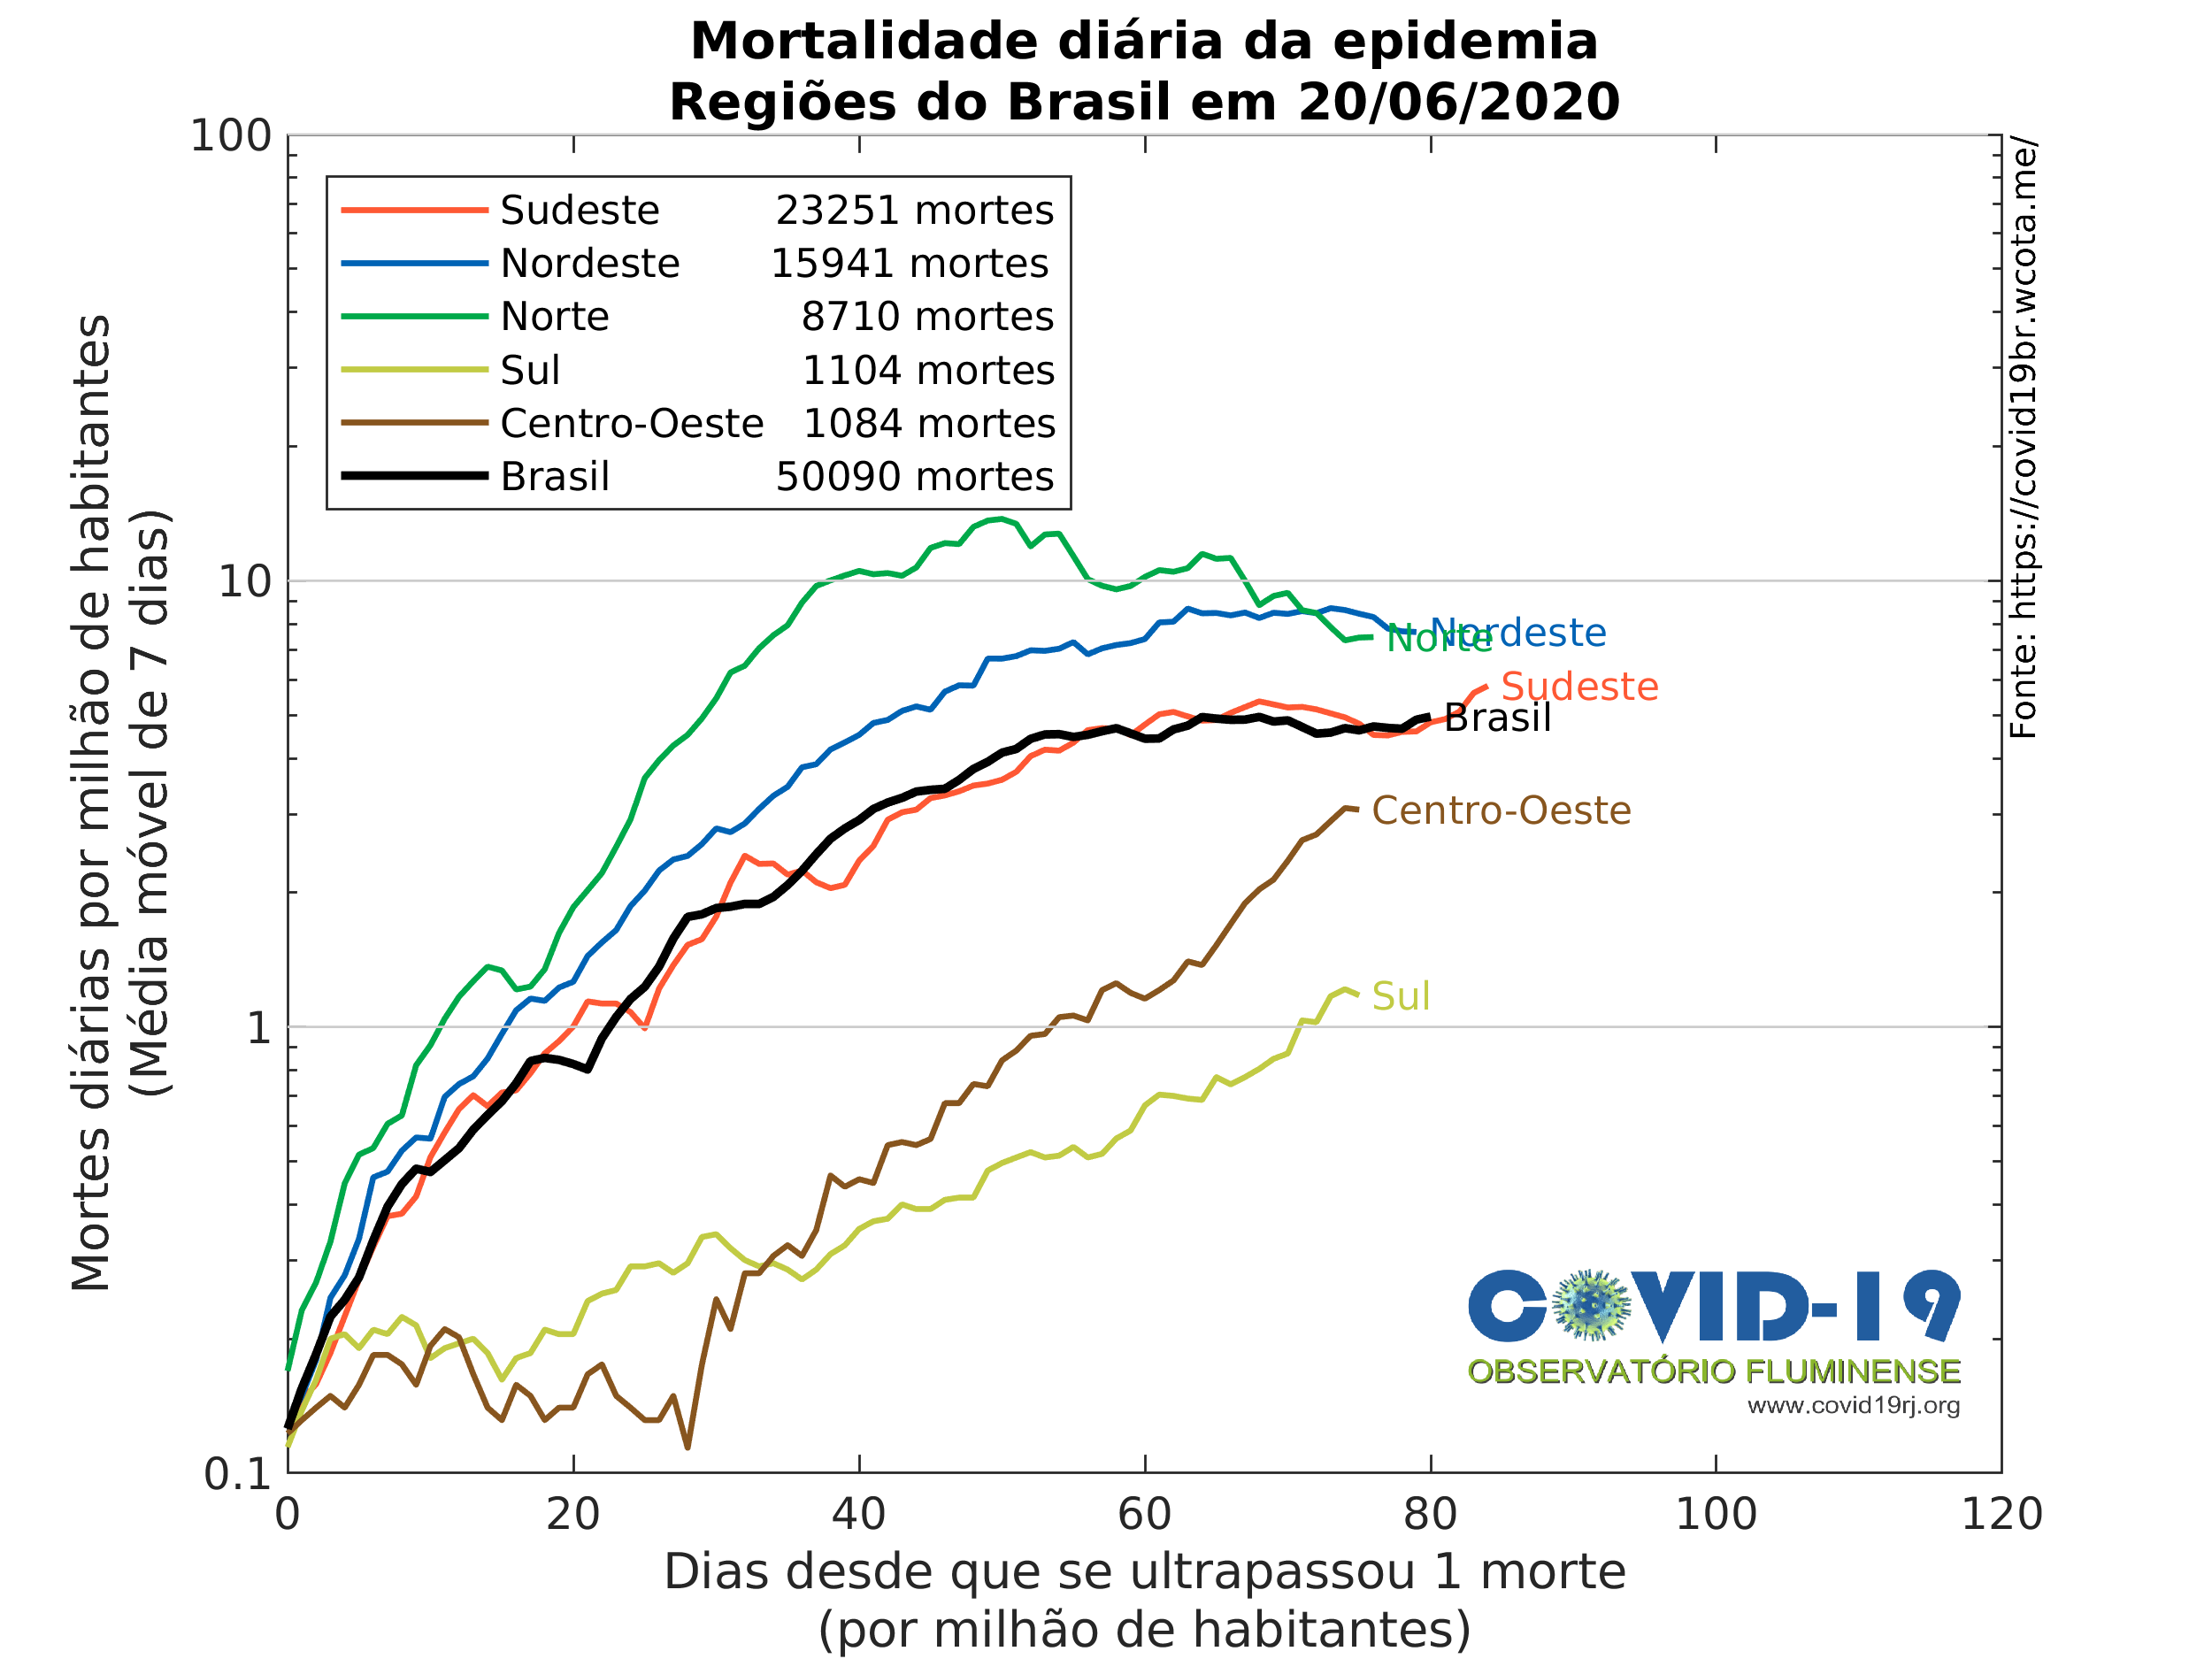 Mortalidade diária da epidemia
Regiões do Brasil em 20/06/2020
Mortes diárias por milhão de habitantes
(Média móvel de 7 dias)
100
10
1
0.1
Sudeste 23251 mortes
Nordeste 15941 mortes
Norte 8710 mortes
Sul 1104 mortes
Centro-Oeste 1084 mortes
Brasil 50090 mortes
Nordeste
Norte
Sudeste
Brasil
Centro-Oeste
Sul
Fonte: https://covid19br.wcota.me/
COVID-19
OBSERVATÓRIO FLUMINENSE
www.covid19rj.org
0 20 40 60 80 100 120
Dias desde que se ultrapassou 1 morte
(por milhão de habitantes)